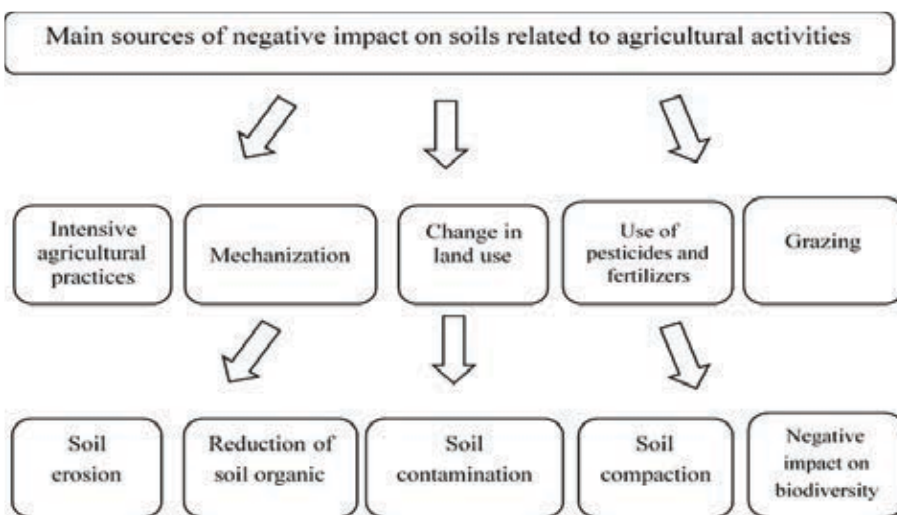 Main sources of negative impact on soils related to agricultural activities
Intensive
agricultural
practices
Mechanization
Change in
land use
Use of
pesticides and
fertilizers
Grazing
Soil
erosion
Reduction of
soil organic
Soil
contamination
Soil
compaction
Negative
impact on
biodiversity